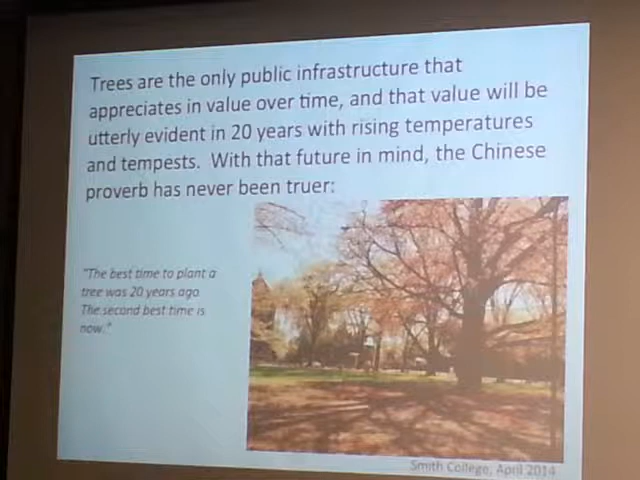 Trees are the only public infrastructure that
appreciates in value over time, and that value will be
utterly evident in 20 years with rising temperatures
and tempests. With that future in mind, the Chinese
proverb has never been truer:
"The best time to plant a
tree was 20 years ago.
The second best time is
now."
Smith College, April 2014